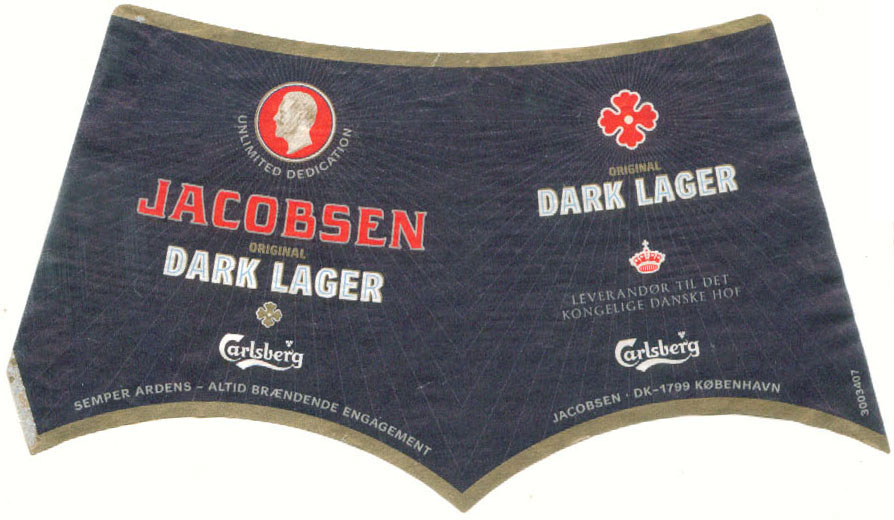 UNLIMITED DEDICATION
JACOBSEN
ORIGINAL
DARK LAGER
Carlsberg
SEMPER ARDENS – ALTID BRÆNDENDE ENGAGEMENT
ORIGINAL
DARK LAGER
LEVERANDØR TIL DET
KONGELIGE DANSKE HOF
Carlsberg
JACOBSEN · DK-1799 KØBENHAVN
3003407